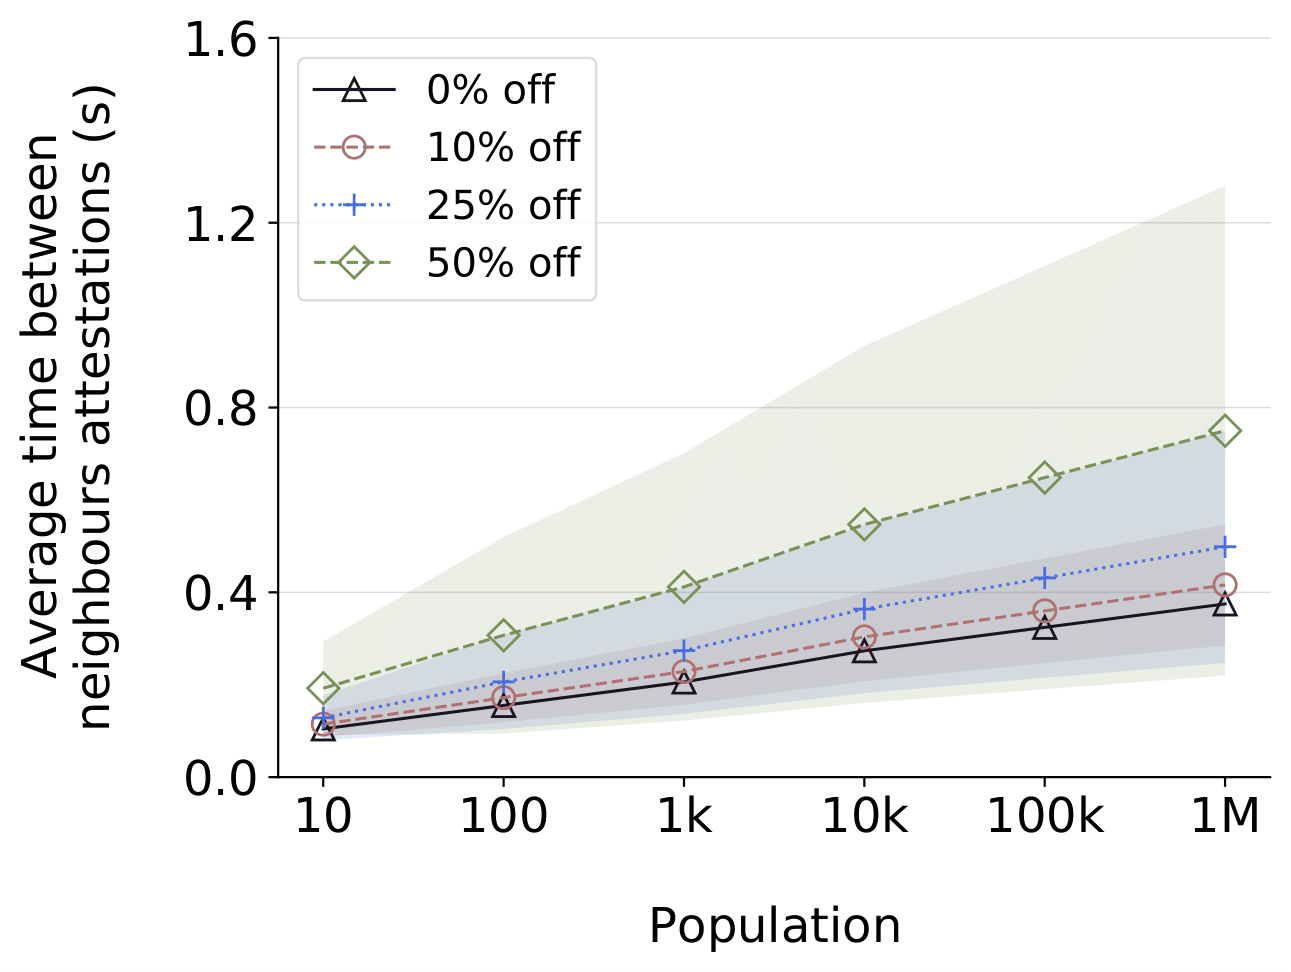 Average time between
neighbours attestations (s)
1.6
1.2
0.8
0.4
0.0
0% off
10% off
25% off
50% off
10 100 1k 10k 100k 1M
Population